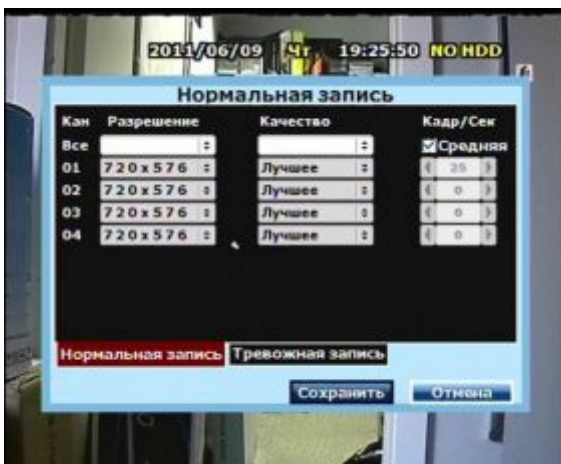 2011/06/09 Чт 19:25:50 NO HDD
Нормальная запись
Кан Разрешение Качество Кадр/Сек
Все Средняя
01 720x576 Лучшее 25
02 720x576 Лучшее 0
03 720x576 Лучшее 0
04 720x576 Лучшее 0
Нормальная запись Тревожная запись
Сохранить Отмена